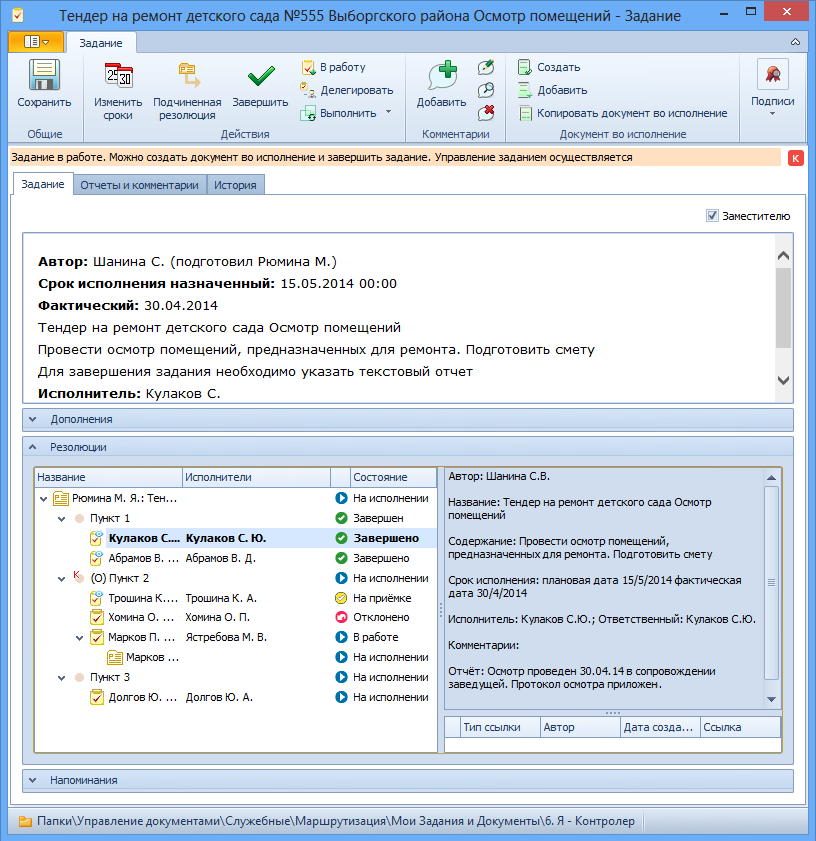 Тендер на ремонт детского сада №555 Выборгского района Осмотр помещений - Задание
Задание
Сохранить
Изменить сроки
Подчиненная резолюция
Завершить
В работу
Делегировать
Выполнить
Добавить
Создать
Добавить
Копировать документ во исполнение
Подписи
Общие
Действия
Комментарии
Документ во исполнение
Задание в работе. Можно создать документ во исполнение и завершить задание. Управление заданием осуществляется
K
Задание Отчеты и комментарии История
Заместителю
Автор: Шанина С. (подготовил Рюмина М.)
Срок исполнения назначенный: 15.05.2014 00:00
Фактический: 30.04.2014
Тендер на ремонт детского сада Осмотр помещений
Провести осмотр помещений, предназначенных для ремонта. Подготовить смету
Для завершения задания необходимо указать текстовый отчет
Исполнитель: Кулаков С.
Дополнения
Резолюции
Название Исполнители Состояние
Рюмина М. Я.; Тен... На исполнении
Пункт 1 Завершен
Кулаков С.... Кулаков С. Ю. Завершено
Абрамов В. ... Абрамов В. Д. Завершено
К (О) Пункт 2 На исполнении
Трошина К.... Трошина К. А. На приёмке
Хомина О. ... Хомина О. П. Отклонено
Марков П. ... Ястребова М. В. В работе
Марков ... На исполнении
Пункт 3 На исполнении
Долгов Ю. ... Долгов Ю. А. На исполнении
Автор: Шанина С.В.
Название: Тендер на ремонт детского сада Осмотр
помещений
Содержание: Провести осмотр помещений,
предназначенных для ремонта. Подготовить смету
Срок исполнения: плановая дата 15/5/2014 фактическая
дата 30/4/2014
Исполнитель: Кулаков С.Ю.; Ответственный: Кулаков С.Ю.
Комментарии:
Отчёт: Осмотр проведен 30.04.14 в сопровождении
заведущей. Протокол осмотра приложен.
Тип ссылки Автор Дата созда... Ссылка
Напоминания
Папки\Управление документами\Служебные\Маршрутизация\Мои Задания и Документы\6. Я - Контролер